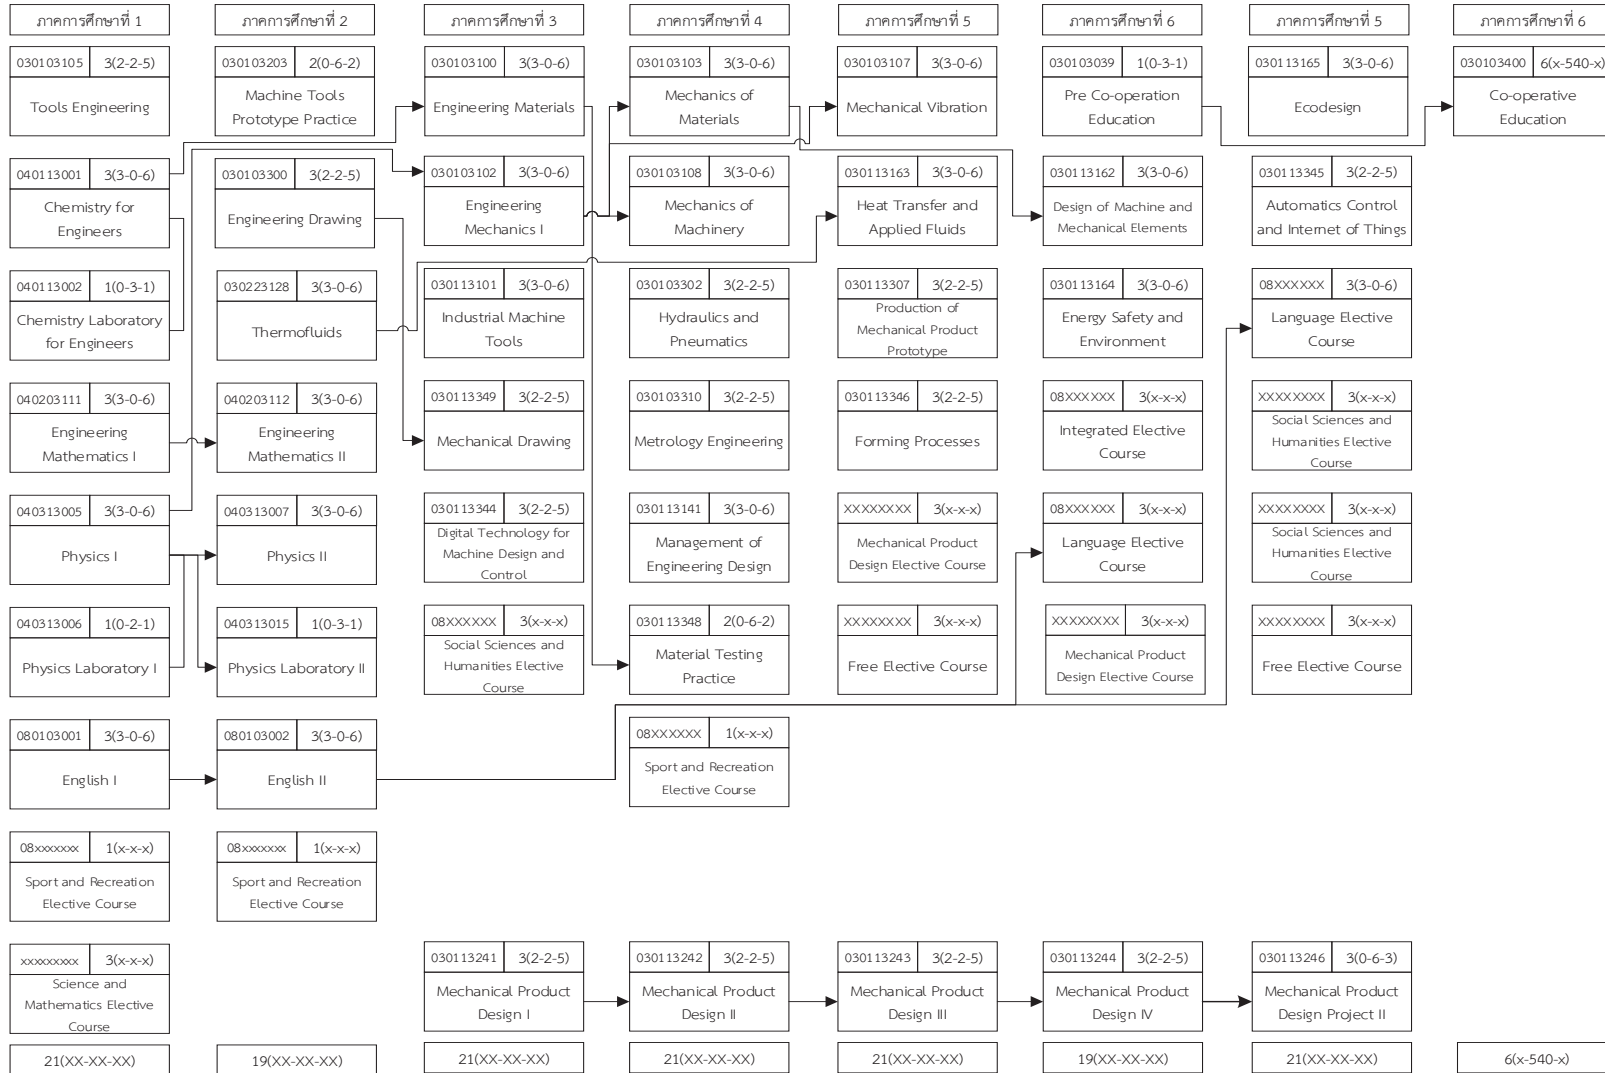 ภาคการศึกษาที่ 1
ภาคการศึกษาที่ 2
ภาคการศึกษาที่ 3
ภาคการศึกษาที่ 4
ภาคการศึกษาที่ 5
ภาคการศึกษาที่ 6
ภาคการศึกษาที่ 5
ภาคการศึกษาที่ 6
030103105 3(2-2-5)
Tools Engineering
030103203 2(0-6-2)
Machine Tools
Prototype Practice
030103100 3(3-0-6)
Engineering Materials
030103103 3(3-0-6)
Mechanics of
Materials
030103107 3(3-0-6)
Mechanical Vibration
030103039 1(0-3-1)
Pre Co-operation
Education
030113165 3(3-0-6)
Ecodesign
030103400 6(x-540-x)
Co-operative
Education
040113001 3(3-0-6)
Chemistry for
Engineers
030103300 3(2-2-5)
Engineering Drawing
030103102 3(3-0-6)
Engineering
Mechanics I
030103108 3(3-0-6)
Mechanics of
Machinery
030113163 3(3-0-6)
Heat Transfer and
Applied Fluids
030113162 3(3-0-6)
Design of Machine and
Mechanical Elements
030113345 3(2-2-5)
Automatics Control
and Internet of Things
040113002 1(0-3-1)
Chemistry Laboratory
for Engineers
030223128 3(3-0-6)
Thermofluids
030113101 3(3-0-6)
Industrial Machine
Tools
030103302 3(2-2-5)
Hydraulics and
Pneumatics
030113307 3(2-2-5)
Production of
Mechanical Product
Prototype
030113164 3(3-0-6)
Energy Safety and
Environment
08XXXXXX 3(3-0-6)
Language Elective
Course
040203111 3(3-0-6)
Engineering
Mathematics I
040203112 3(3-0-6)
Engineering
Mathematics II
030113349 3(2-2-5)
Mechanical Drawing
030103310 3(2-2-5)
Metrology Engineering
030113346 3(2-2-5)
Forming Processes
08XXXXXX 3(x-x-x)
Integrated Elective
Course
XXXXXXXX 3(x-x-x)
Social Sciences and
Humanities Elective
Course
040313005 3(3-0-6)
Physics I
040313007 3(3-0-6)
Physics II
030113344 3(2-2-5)
Digital Technology for
Machine Design and
Control
030113141 3(3-0-6)
Management of
Engineering Design
XXXXXXXX 3(x-x-x)
Mechanical Product
Design Elective Course
08XXXXXX 3(x-x-x)
Language Elective
Course
XXXXXXXX 3(x-x-x)
Social Sciences and
Humanities Elective
Course
040313006 1(0-2-1)
Physics Laboratory I
040313015 1(0-3-1)
Physics Laboratory II
08XXXXXX 3(x-x-x)
Social Sciences and
Humanities Elective
Course
030113348 2(0-6-2)
Material Testing
Practice
XXXXXXXX 3(x-x-x)
Free Elective Course
XXXXXXXX 3(x-x-x)
Mechanical Product
Design Elective Course
XXXXXXXX 3(x-x-x)
Free Elective Course
080103001 3(3-0-6)
English I
080103002 3(3-0-6)
English II
08XXXXXX 1(x-x-x)
Sport and Recreation
Elective Course
08xxxxxxx 1(x-x-x)
Sport and Recreation
Elective Course
08xxxxxxx 1(x-x-x)
Sport and Recreation
Elective Course
xxxxxxxxx 3(x-x-x)
Science and
Mathematics Elective
Course
030113241 3(2-2-5)
Mechanical Product
Design I
030113242 3(2-2-5)
Mechanical Product
Design II
030113243 3(2-2-5)
Mechanical Product
Design III
030113244 3(2-2-5)
Mechanical Product
Design IV
030113246 3(0-6-3)
Mechanical Product
Design Project II
21(XX-XX-XX)
19(XX-XX-XX)
21(XX-XX-XX)
21(XX-XX-XX)
21(XX-XX-XX)
19(XX-XX-XX)
21(XX-XX-XX)
6(x-540-x)